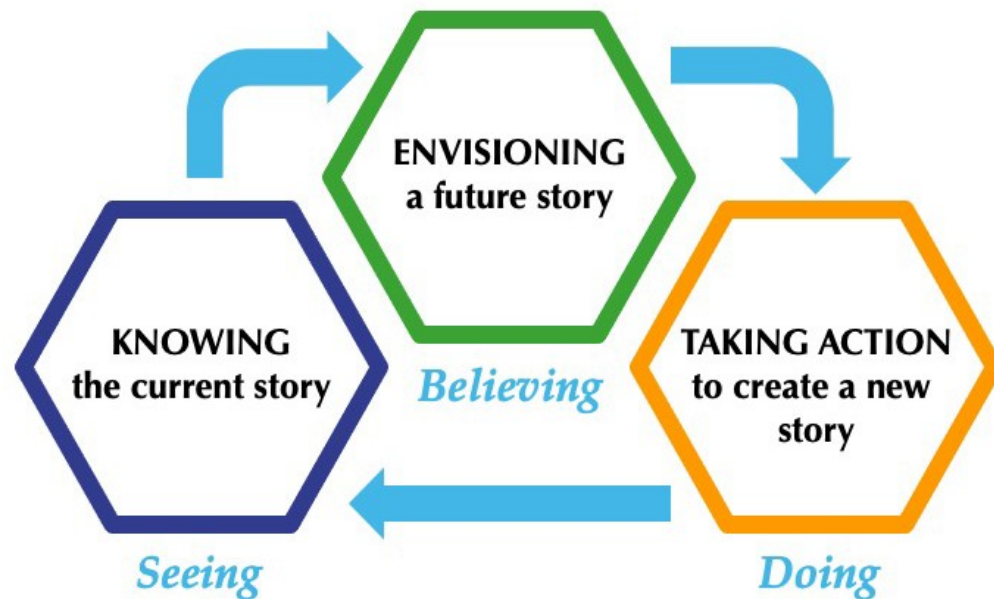 ENVISIONING
a future story
Believing
KNOWING
the current story
Seeing
TAKING ACTION
to create a new
story
Doing